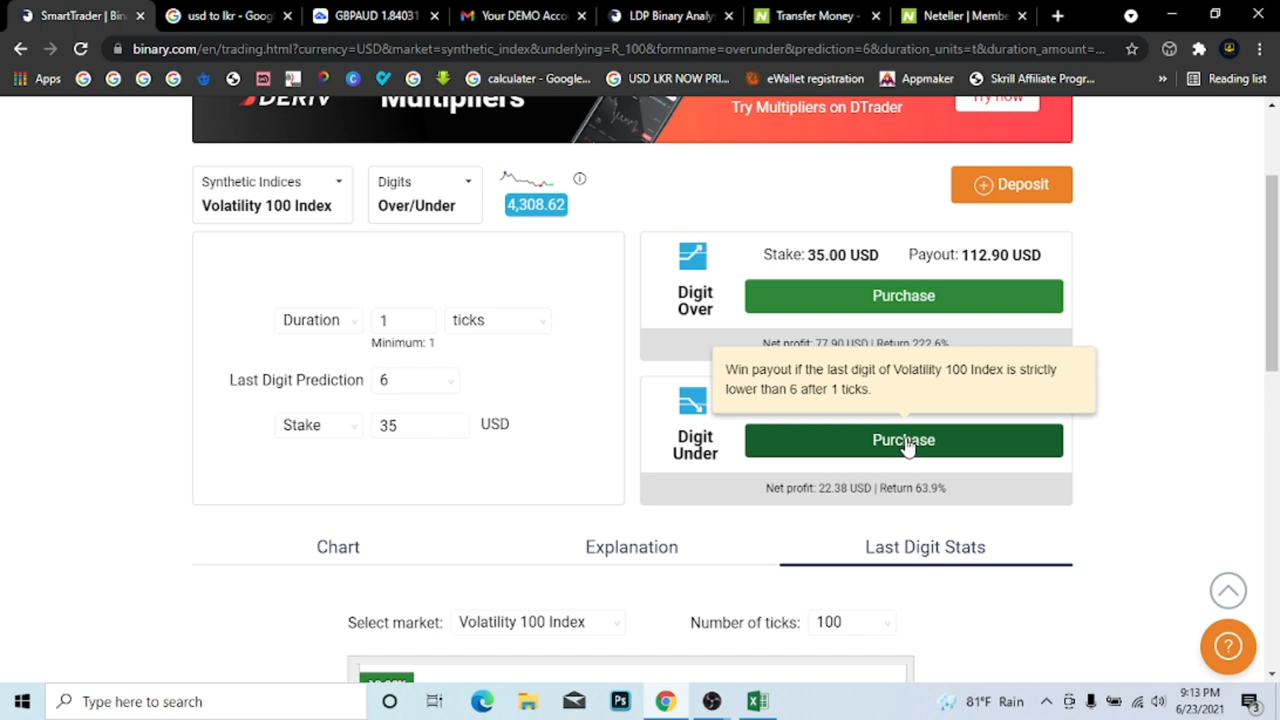 SmartTrader | Bin
usd to lkr - Goog
GBPAUD 1.84031
Your DEMO Acco
LDP Binary Analy
Transfer Money -
Neteller | Membe
binary.com/en/trading.html?currency=USD&market=synthetic_index&underlying=R_100&formname=overunder&prediction=6&duration_units=t&duration_amount=...
Apps
calculater - Google...
USD LKR NOW PRI...
eWallet registration
Appmaker
Skrill Affiliate Progr...
»
Reading list
DERIV
Multipliers
Try Multipliers on DTrader
Try now
Synthetic Indices
Volatility 100 Index
Digits
Over/Under
4,308.62
Deposit
Duration 1 ticks
Minimum: 1
Last Digit Prediction 6
Stake 35 USD
Stake: 35.00 USD Payout: 112.90 USD
Digit
Over
Purchase
Net profit: 77.90 USD | Return 222.6%
Win payout if the last digit of Volatility 100 Index is strictly
lower than 6 after 1 ticks.
Digit
Under
Purchase
Net profit: 22.38 USD | Return 63.9%
Chart
Explanation
Last Digit Stats
Select market: Volatility 100 Index
Number of ticks: 100
?
Type here to search
Ps
81°F Rain
9:13 PM
6/23/2021
3